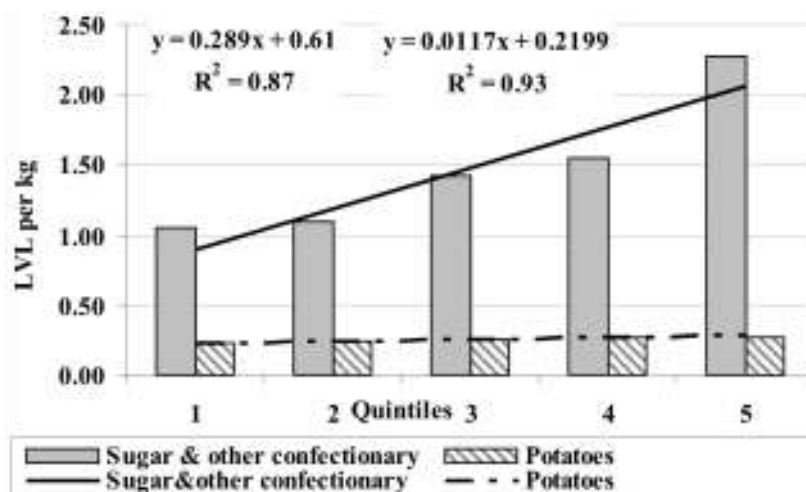 y = 0.289x + 0.61
R² = 0.87
y = 0.0117x + 0.2199
R² = 0.93
LVL per kg
2.50
2.00
1.50
1.00
0.50
0.00
1 2 Quintiles 3 4 5
Sugar & other confectionary Potatoes
Sugar&other confectionary Potatoes